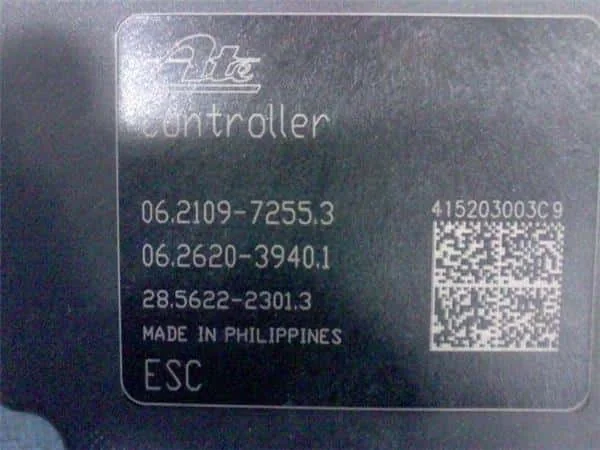 Ate
Controller
06.2109-7255.3
415203003C9
06.2620-3940.1
28.5622-2301.3
MADE IN PHILIPPINES
ESC